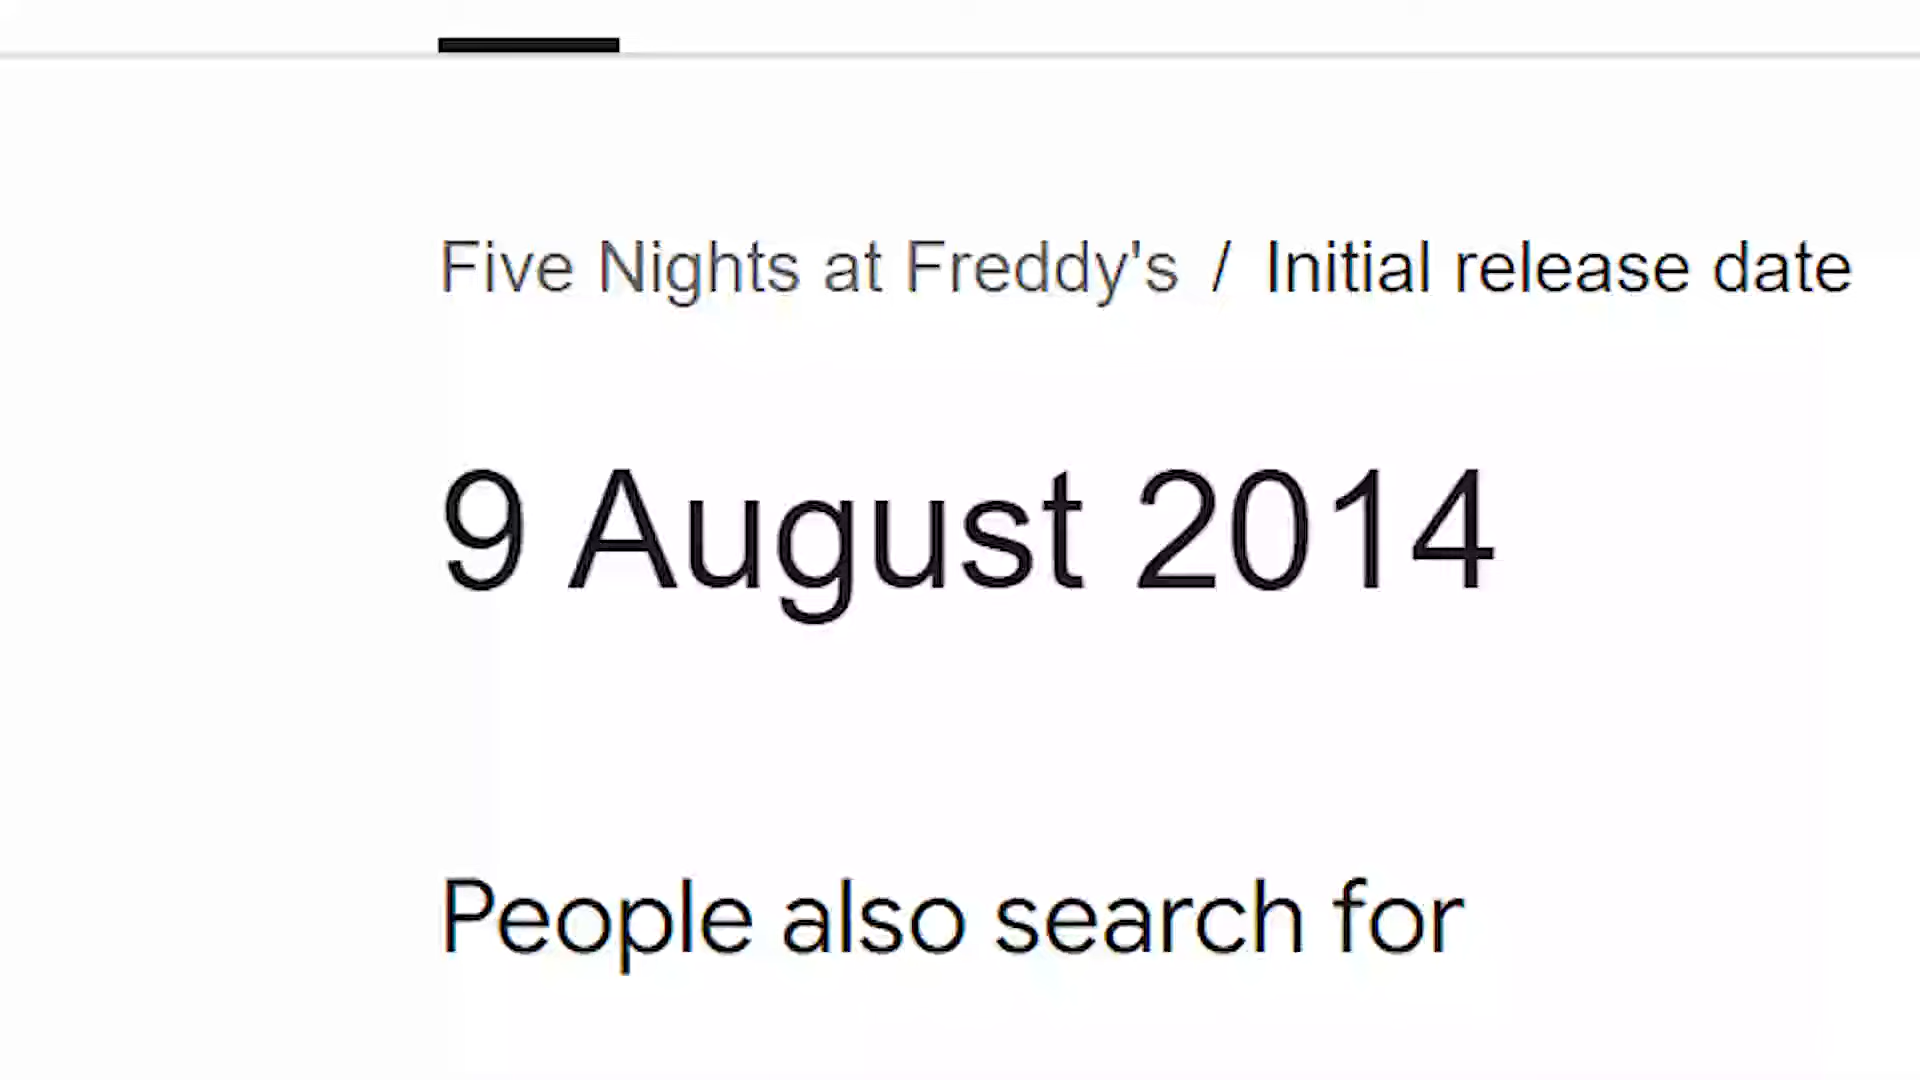 Five Nights at Freddy's / Initial release date
9 August 2014
People also search for